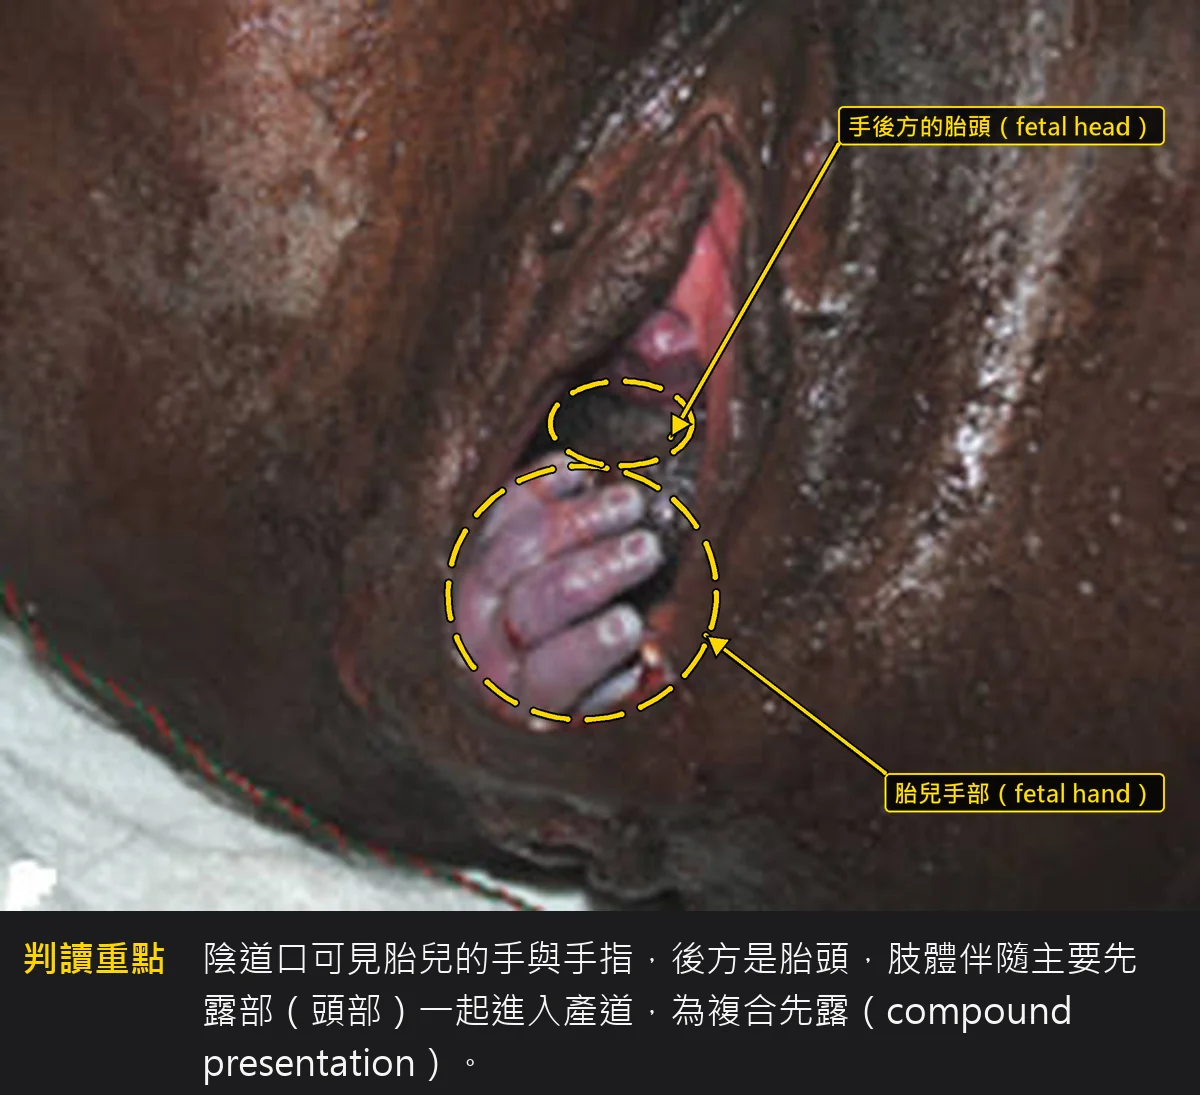 手後方的胎頭（fetal head）
胎兒手部（fetal hand）
判讀重點
陰道口可見胎兒的手與手指，後方是胎頭，肢體伴隨主要先
露部（頭部）一起進入產道，為複合先露（compound
presentation）。